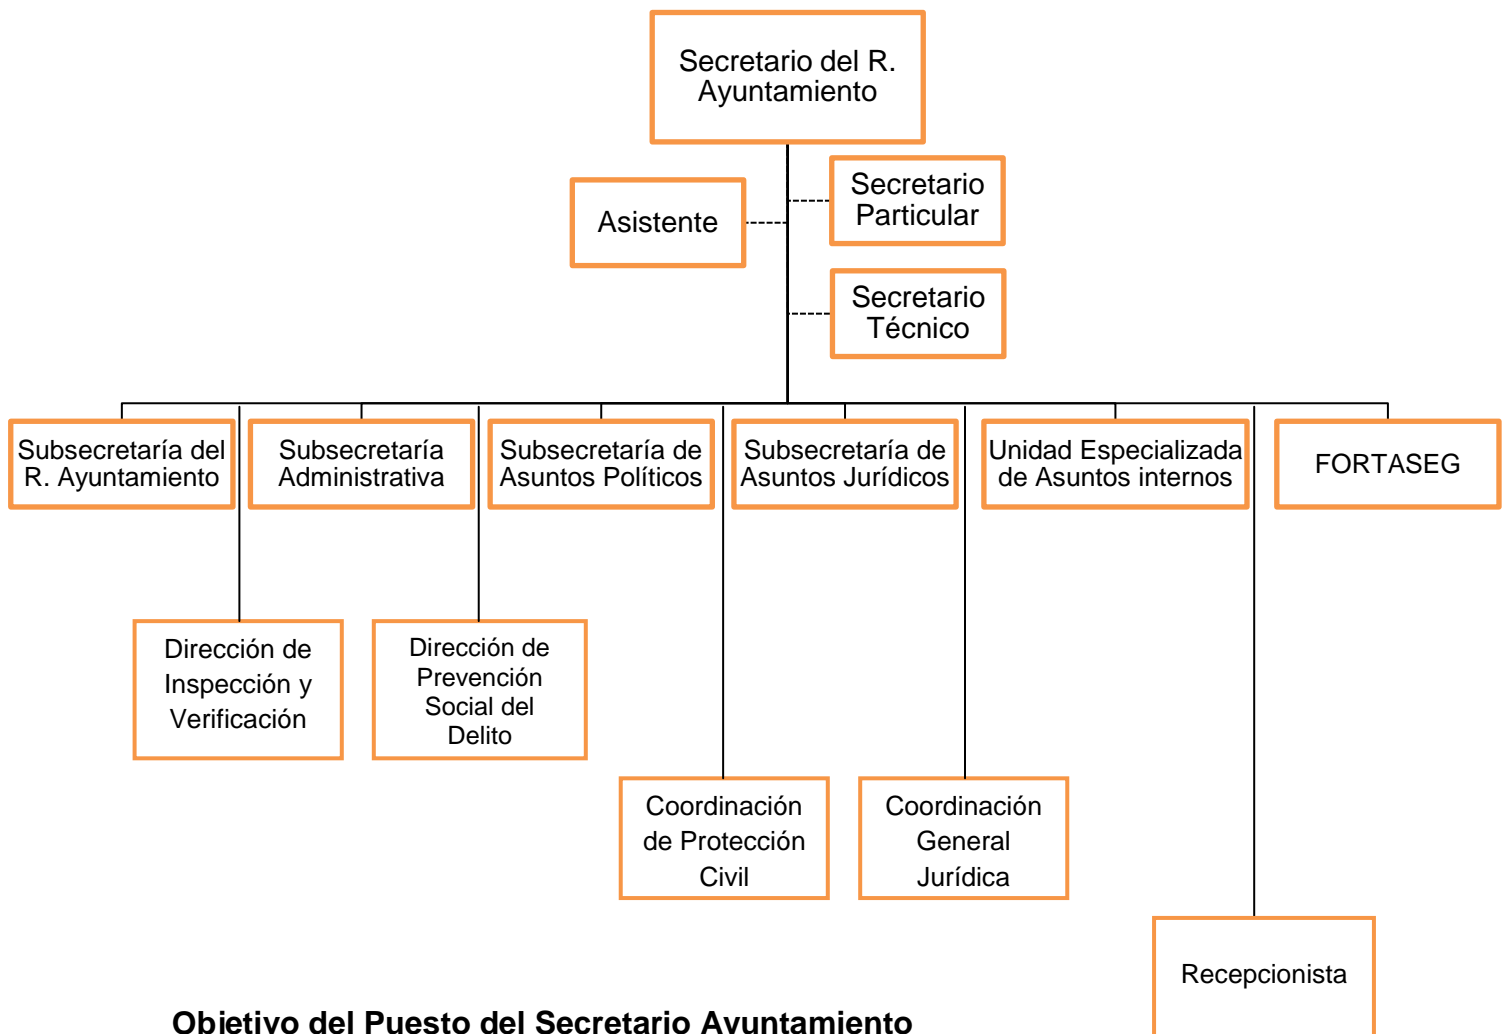 Secretario del R.
Ayuntamiento
Secretario
Particular
Asistente
Secretario
Técnico
Subsecretaría del
R. Ayuntamiento
Subsecretaría
Administrativa
Subsecretaría de
Asuntos Políticos
Subsecretaría de
Asuntos Jurídicos
Unidad Especializada
de Asuntos internos
FORTASEG
Dirección de
Inspección y
Verificación
Dirección de
Prevención
Social del
Delito
Coordinación
de Protección
Civil
Coordinación
General
Jurídica
Recepcionista
Objetivo del Puesto del Secretario Ayuntamiento